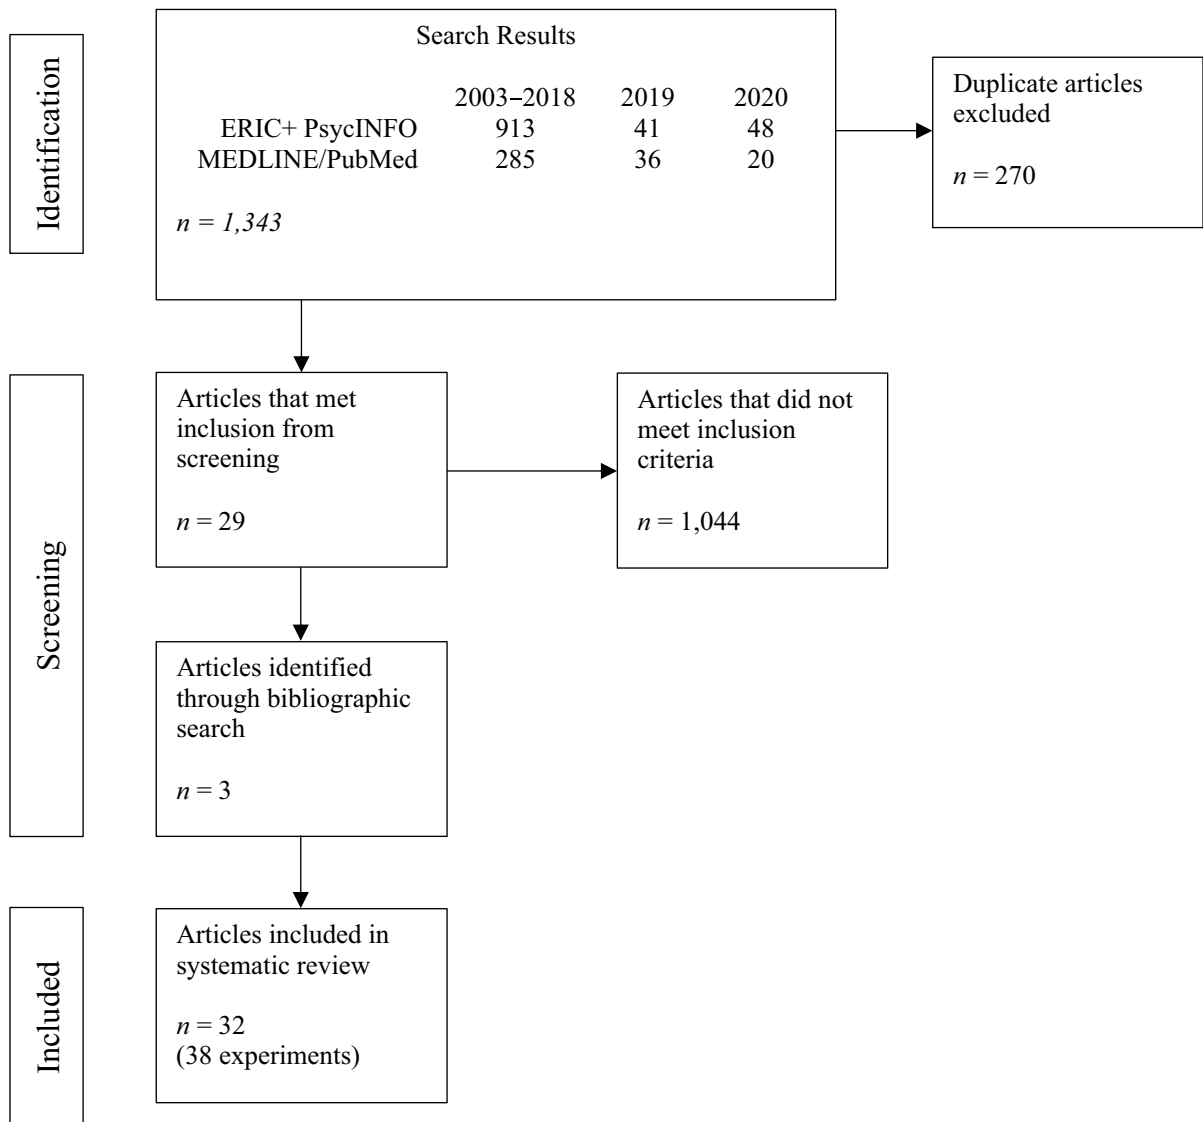 Identification
Search Results
2003–2018 2019 2020
ERIC+ PsycINFO 913 41 48
MEDLINE/PubMed 285 36 20
n = 1,343
Duplicate articles
excluded
n = 270
Screening
Articles that met
inclusion from
screening
n = 29
Articles that did not
meet inclusion
criteria
n = 1,044
Articles identified
through bibliographic
search
n = 3
Included
Articles included in
systematic review
n = 32
(38 experiments)